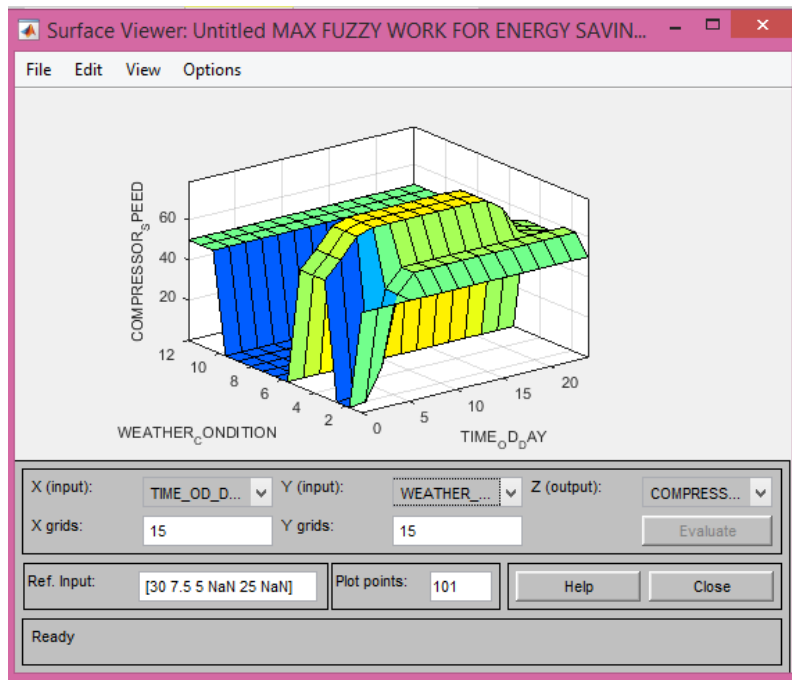 Surface Viewer: Untitled MAX FUZZY WORK FOR ENERGY SAVIN...
File Edit View Options
60
40
20
COMPRESSOR_SPEED
12
10
8
6
4
2
0
5
10
15
20
WEATHER_CONDITION
TIME_OD_DAY
X (input): TIME_OD_D... Y (input): WEATHER_... Z (output): COMPRESS...
X grids: 15 Y grids: 15 Evaluate
Ref. Input: [30 7.5 5 NaN 25 NaN] Plot points: 101 Help Close
Ready